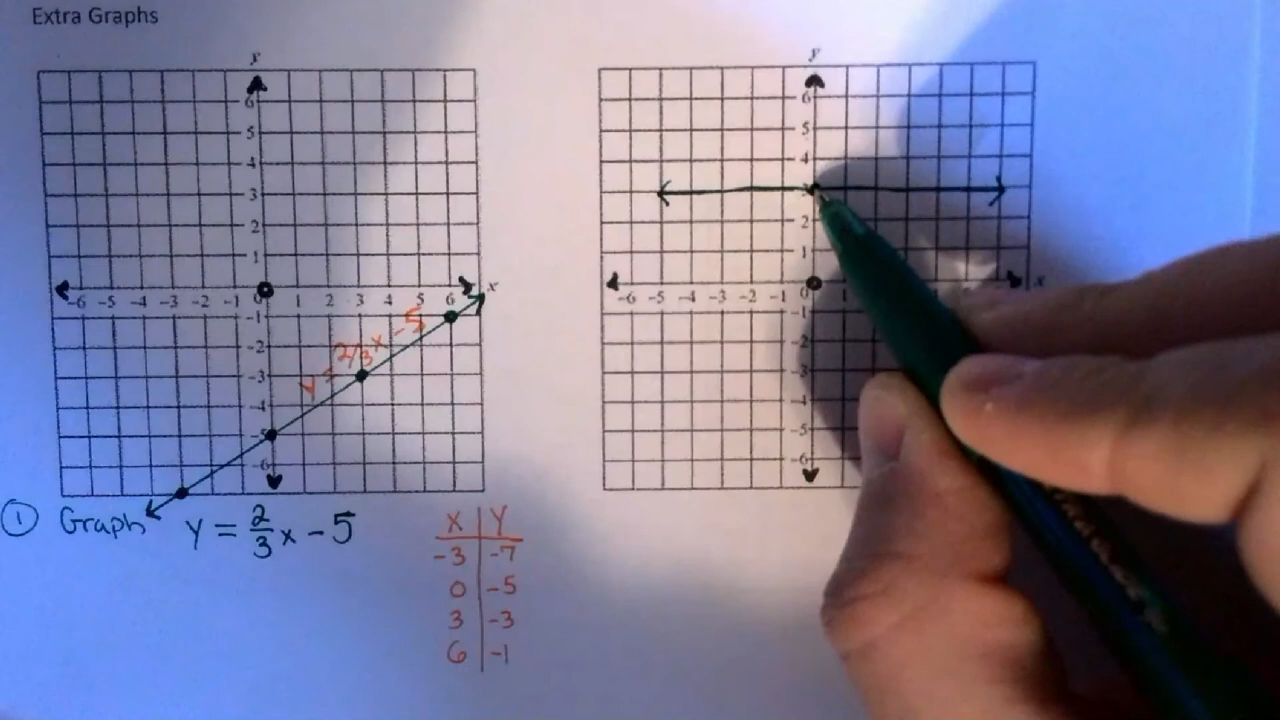 Extra Graphs
y
6
5
4
3
2
1
-6 -5 -4 -3 -2 -1 0 1 2 3 4 5 6 x
-1
-2
-3
-4
-5
-6
y = 2/3 x - 5
① Graph y = 2/3 x - 5
x | y
-3 | -7
0 | -5
3 | -3
6 | -1
y
6
5
4
2
1
-6 -5 -4 -3 -2 -1 0 1 x
-1
-2
-3
-4
-5
-6